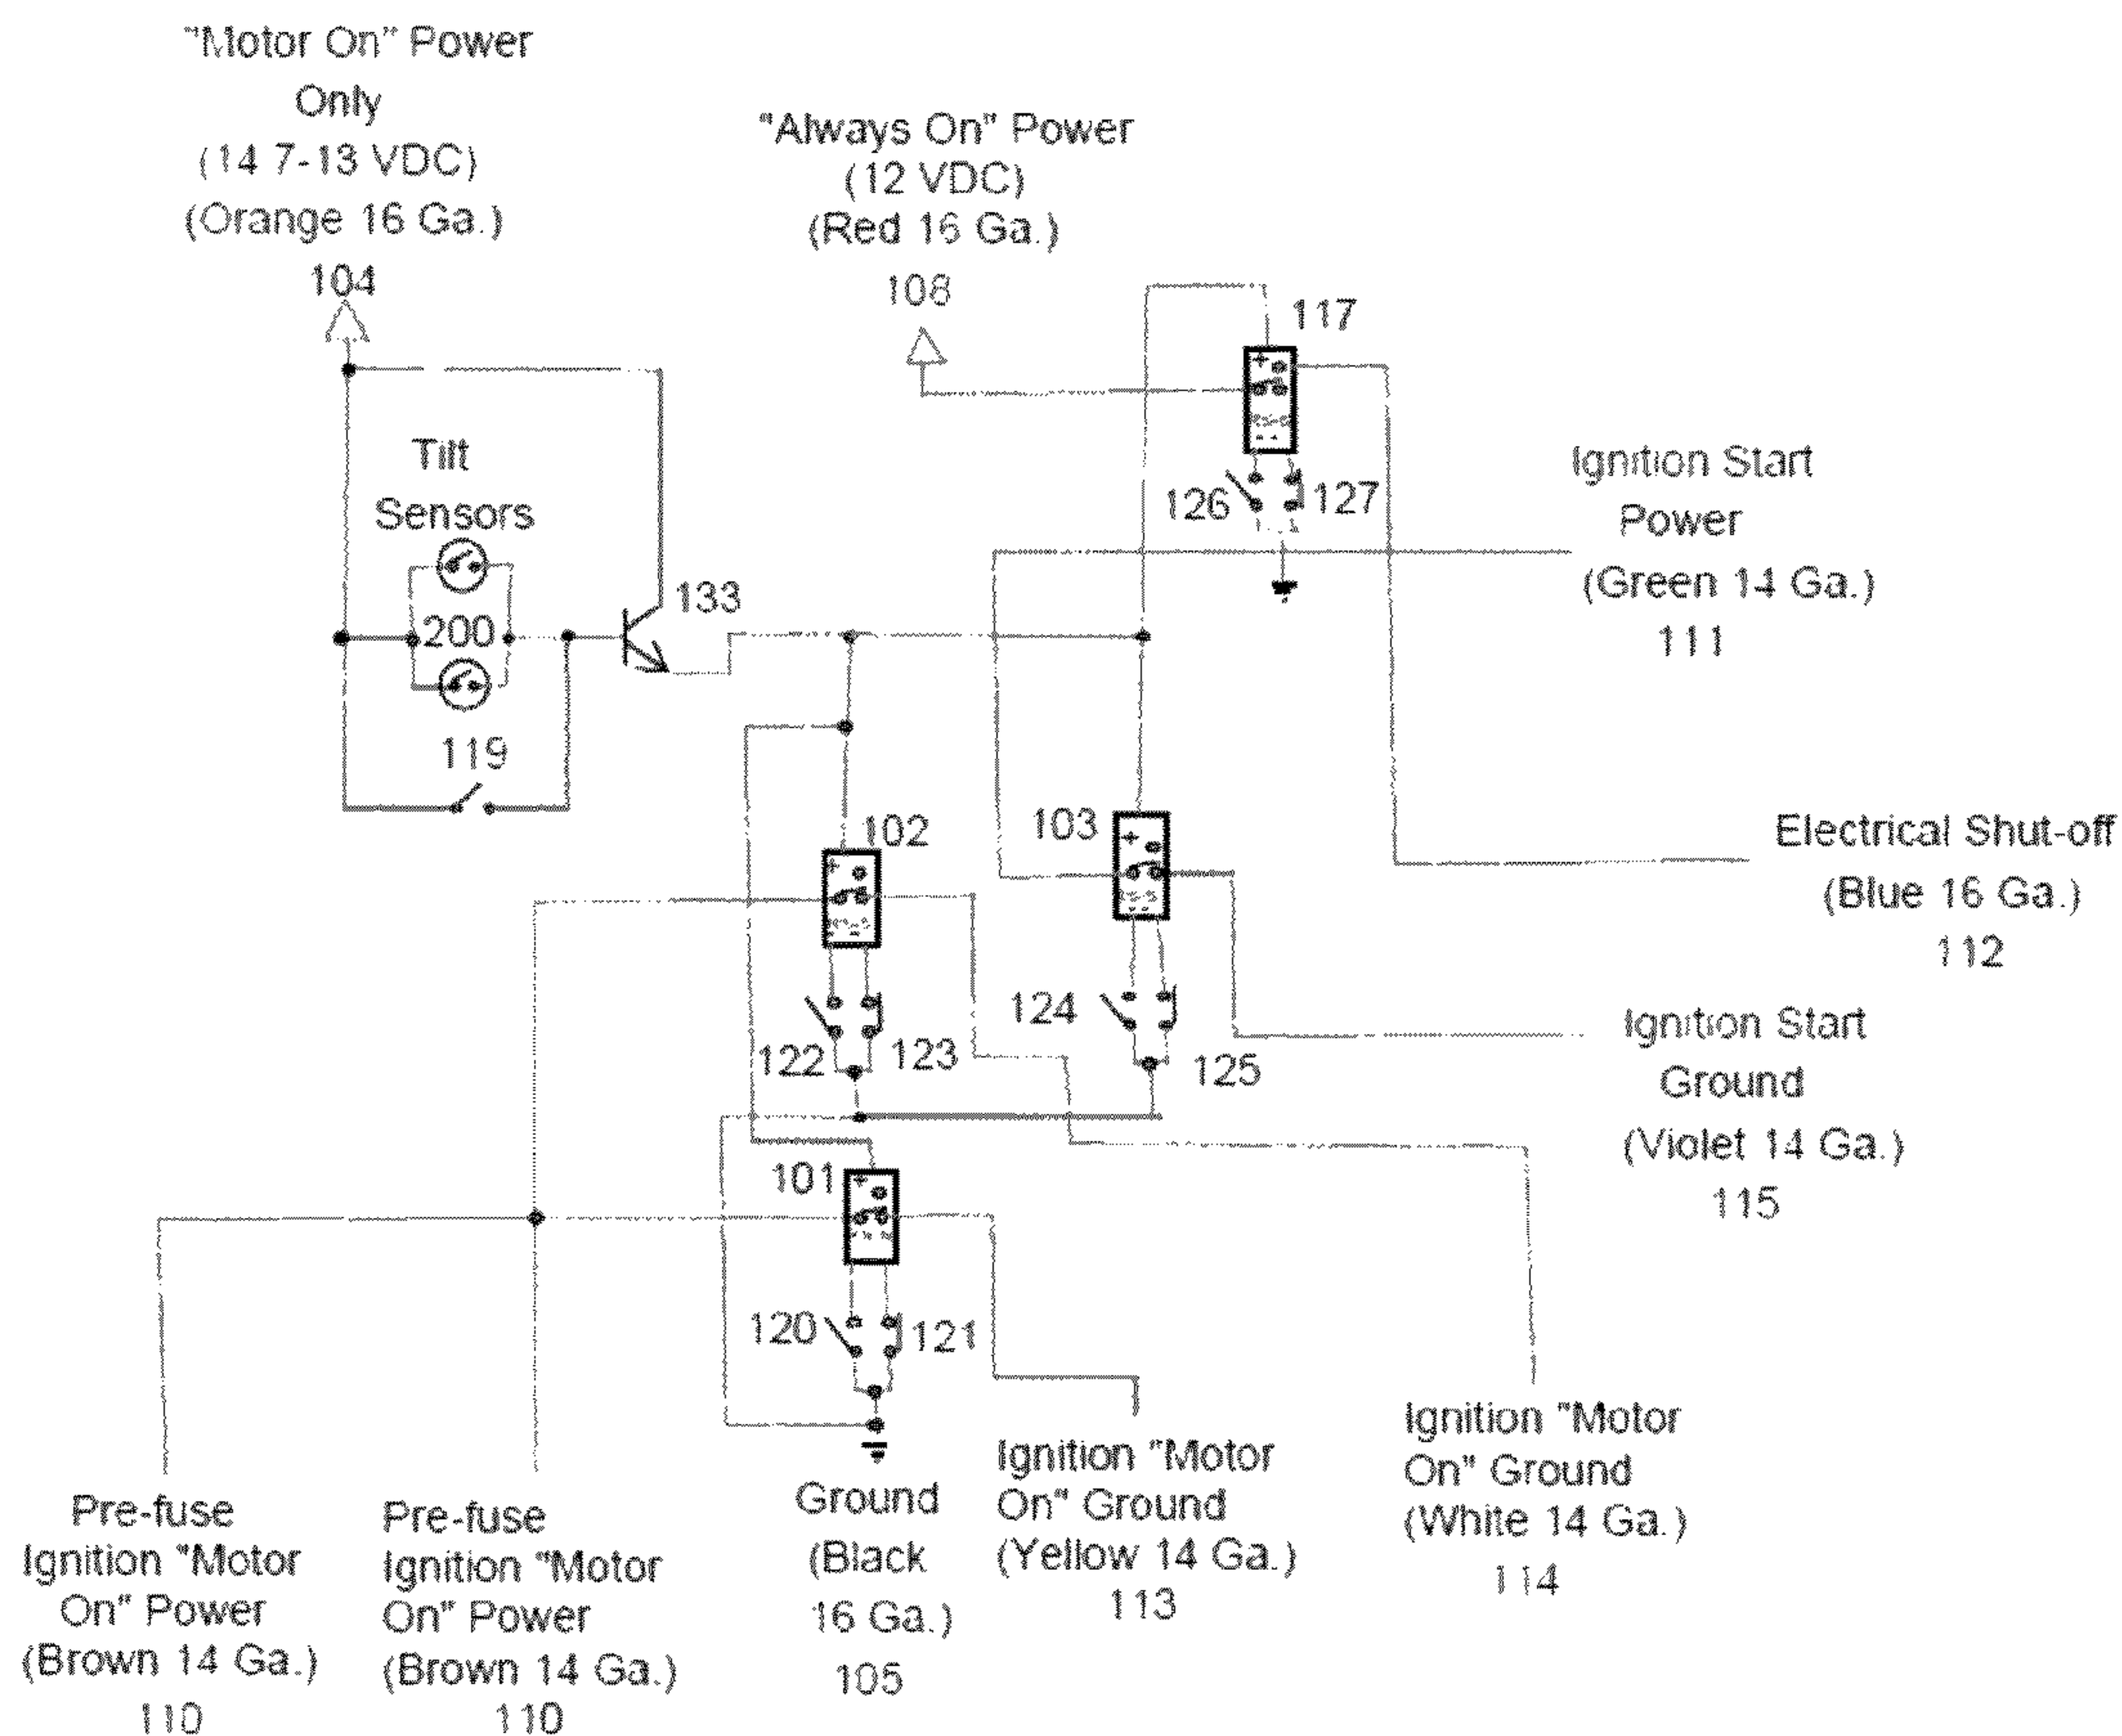 "Motor On" Power
Only
(14 7-13 VDC)
(Orange 16 Ga.)
104
"Always On" Power
(12 VDC)
(Red 16 Ga.)
108
117
Tilt
Sensors
200
119
133
126
127
Ignition Start
Power
(Green 14 Ga.)
111
102
103
Electrical Shut-off
(Blue 16 Ga.)
112
122
123
124
125
Ignition Start
Ground
(Violet 14 Ga.)
115
101
120
121
Pre-fuse
Ignition "Motor
On" Power
(Brown 14 Ga.)
110
Pre-fuse
Ignition "Motor
On" Power
(Brown 14 Ga.)
110
Ground
(Black
16 Ga.)
105
Ignition "Motor
On" Ground
(Yellow 14 Ga.)
113
Ignition "Motor
On" Ground
(White 14 Ga.)
114